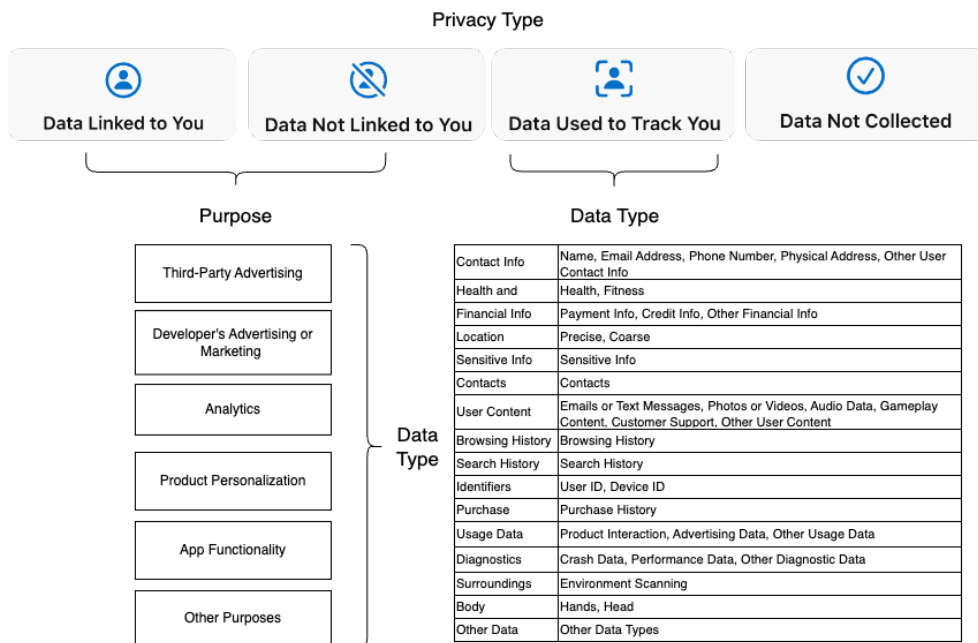 Privacy Type
Data Linked to You
Data Not Linked to You
Data Used to Track You
Data Not Collected
Purpose
Third-Party Advertising
Developer's Advertising or
Marketing
Analytics
Product Personalization
App Functionality
Other Purposes
Data
Type
Data Type
Contact Info
Name, Email Address, Phone Number, Physical Address, Other User
Contact Info
Health and
Health, Fitness
Financial Info
Payment Info, Credit Info, Other Financial Info
Location
Precise, Coarse
Sensitive Info
Sensitive Info
Contacts
Contacts
User Content
Emails or Text Messages, Photos or Videos, Audio Data, Gameplay
Content, Customer Support, Other User Content
Browsing History
Browsing History
Search History
Search History
Identifiers
User ID, Device ID
Purchase
Purchase History
Usage Data
Product Interaction, Advertising Data, Other Usage Data
Diagnostics
Crash Data, Performance Data, Other Diagnostic Data
Surroundings
Environment Scanning
Body
Hands, Head
Other Data
Other Data Types